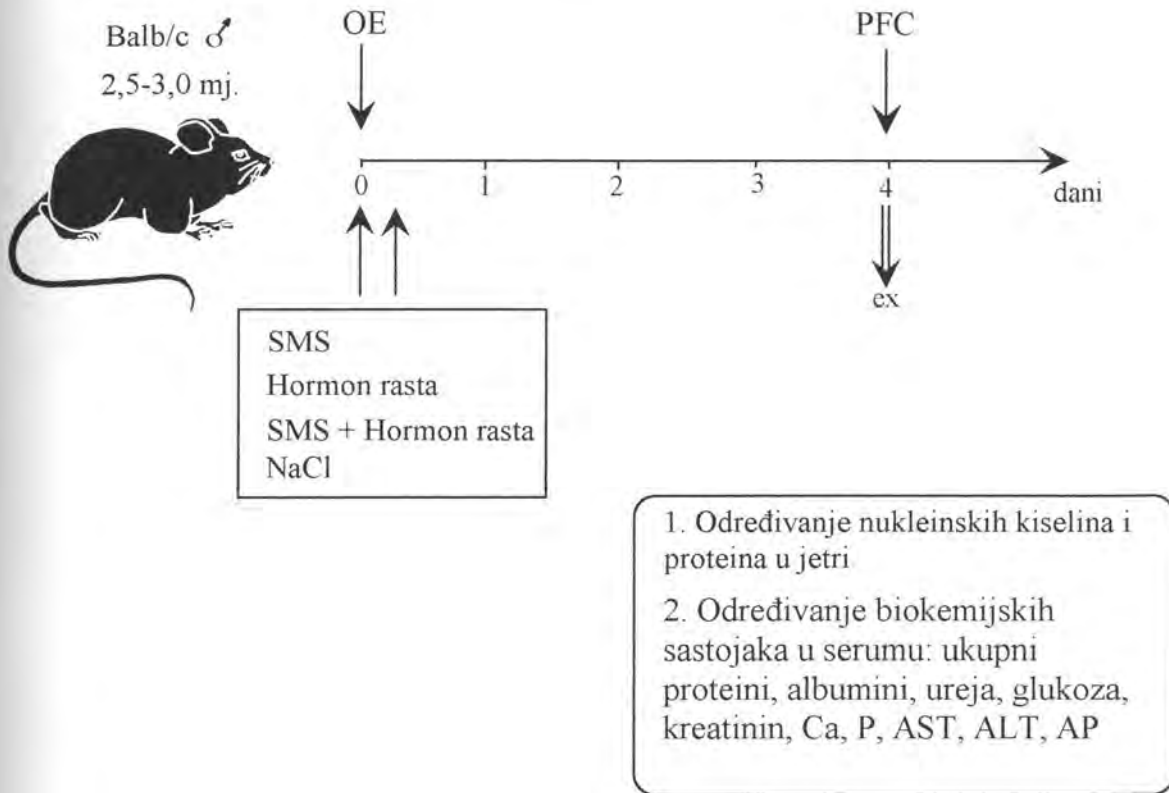 Balb/c ♂
2,5-3,0 mj.
OE
PFC
0
1
2
3
4
dani
ex
SMS
Hormon rasta
SMS + Hormon rasta
NaCl
1. Određivanje nukleinskih kiselina i
proteina u jetri
2. Određivanje biokemijskih
sastojaka u serumu: ukupni
proteini, albumini, ureja, glukoza,
kreatinin, Ca, P, AST, ALT, AP